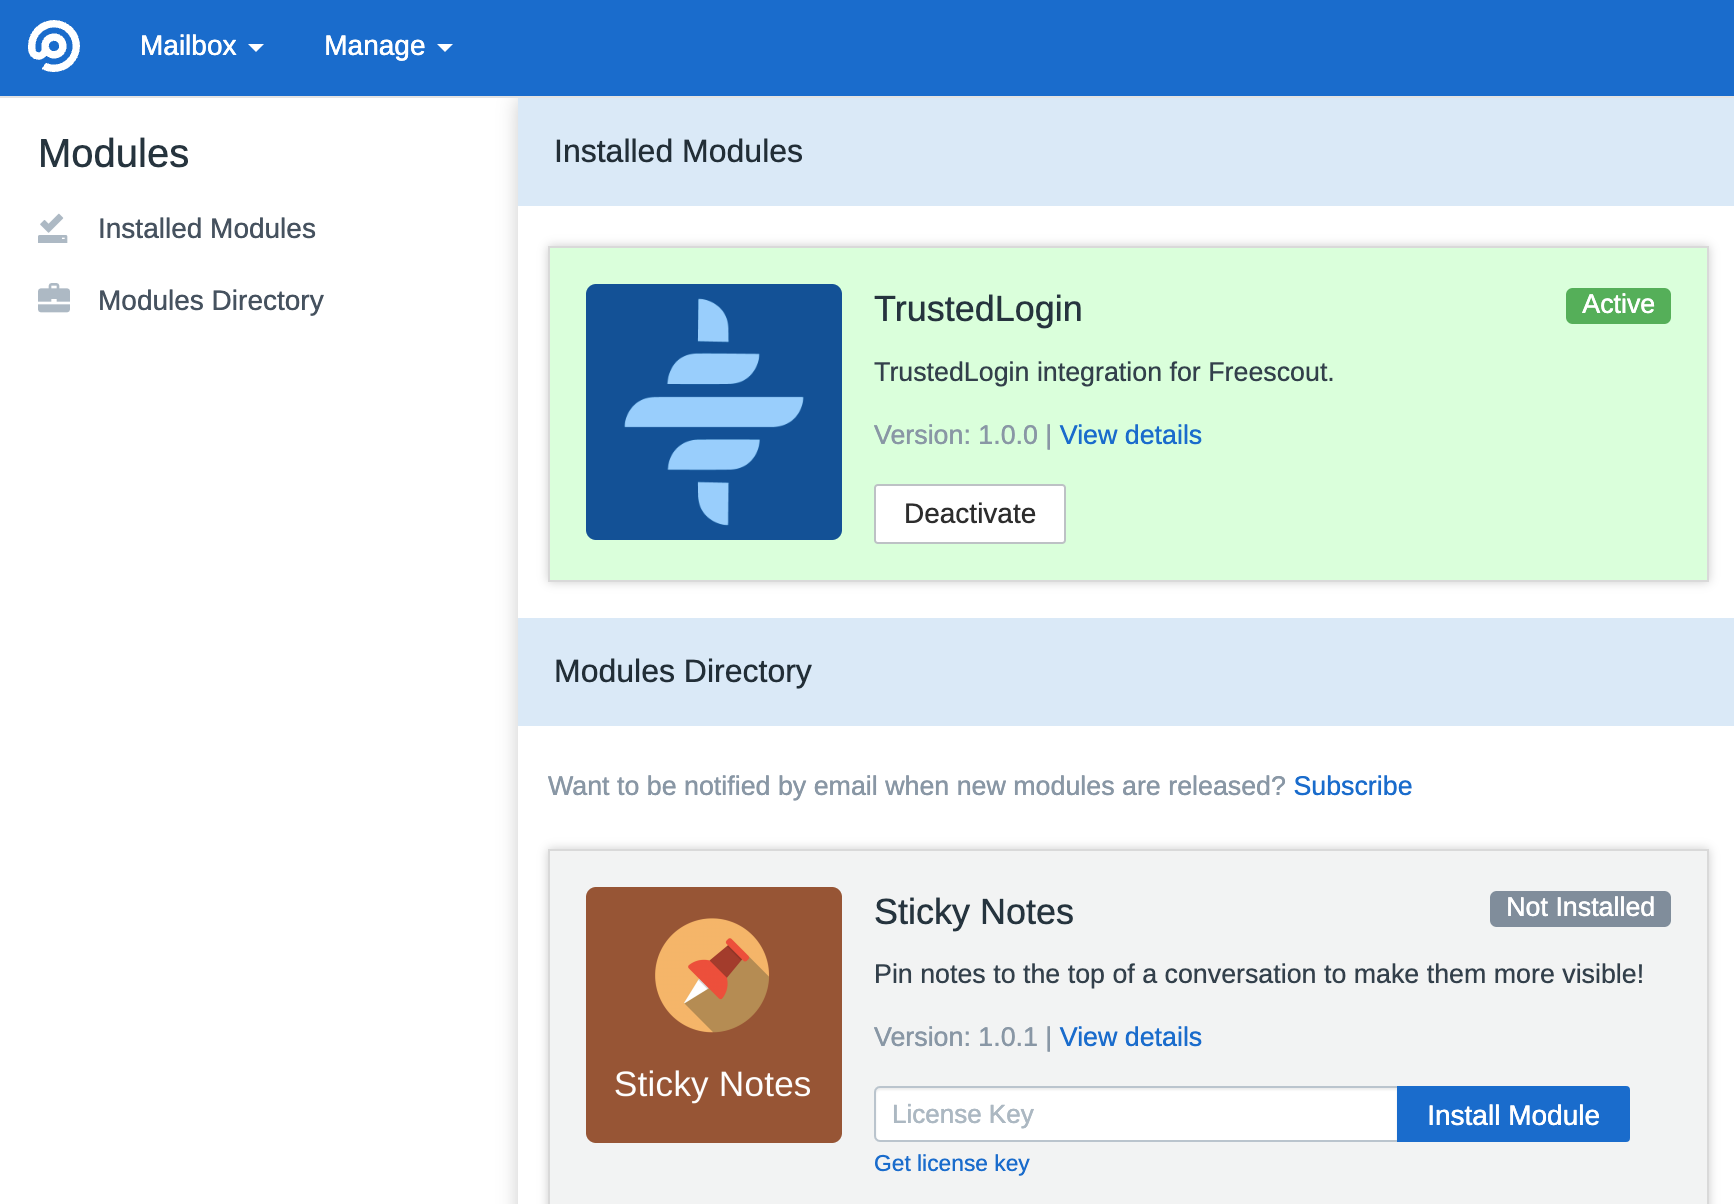 Mailbox Manage
Modules
Installed Modules
Modules Directory
Installed Modules
TrustedLogin
Active
TrustedLogin integration for Freescout.
Version: 1.0.0 | View details
Deactivate
Modules Directory
Want to be notified by email when new modules are released? Subscribe
Sticky Notes
Sticky Notes
Not Installed
Pin notes to the top of a conversation to make them more visible!
Version: 1.0.1 | View details
License Key
Install Module
Get license key